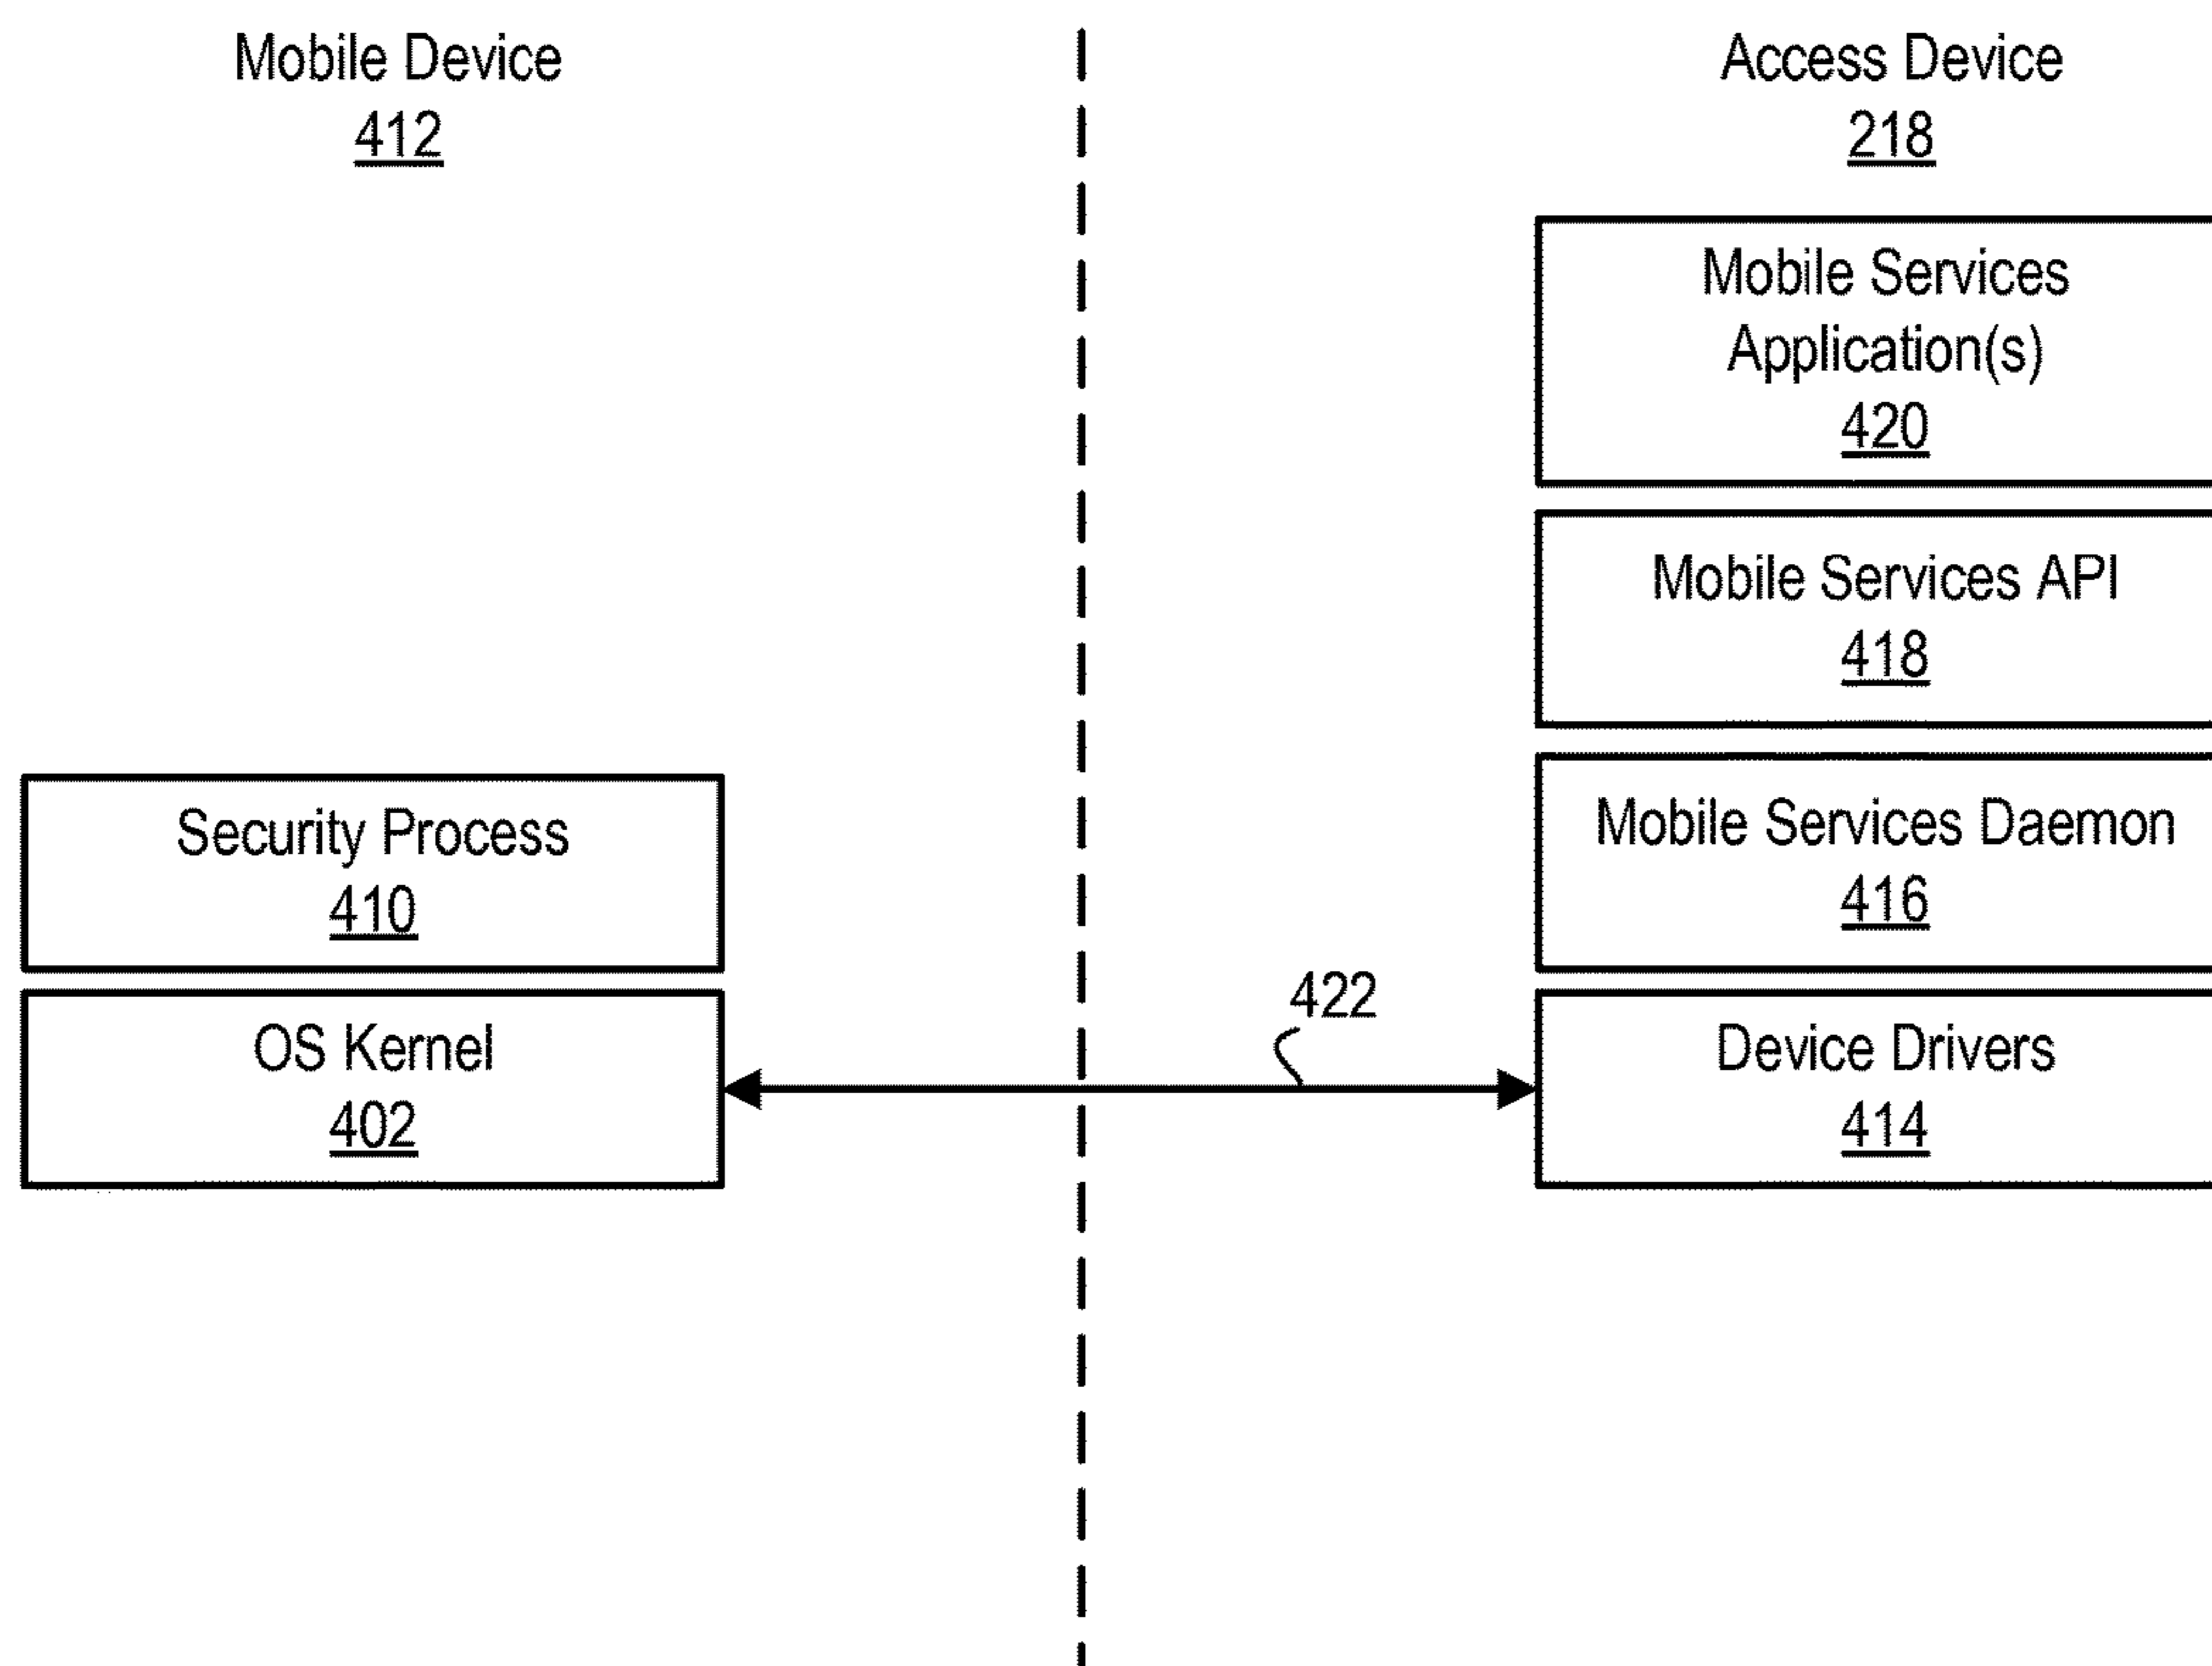 Mobile Device
412
Access Device
218
Mobile Services
Application(s)
420
Mobile Services API
418
Mobile Services Daemon
416
Security Process
410
422
OS Kernel
402
Device Drivers
414